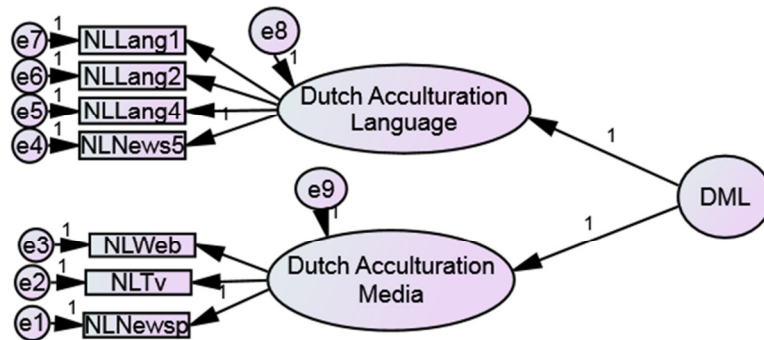 e7
1
NLLang1
e8
1
e6
1
NLLang2
e5
1
NLLang4
1
e4
1
NLNews5
Dutch Acculturation
Language
1
DML
1
e9
1
e3
1
NLWeb
e2
1
NLTv
1
e1
1
NLNewsp
Dutch Acculturation
Media